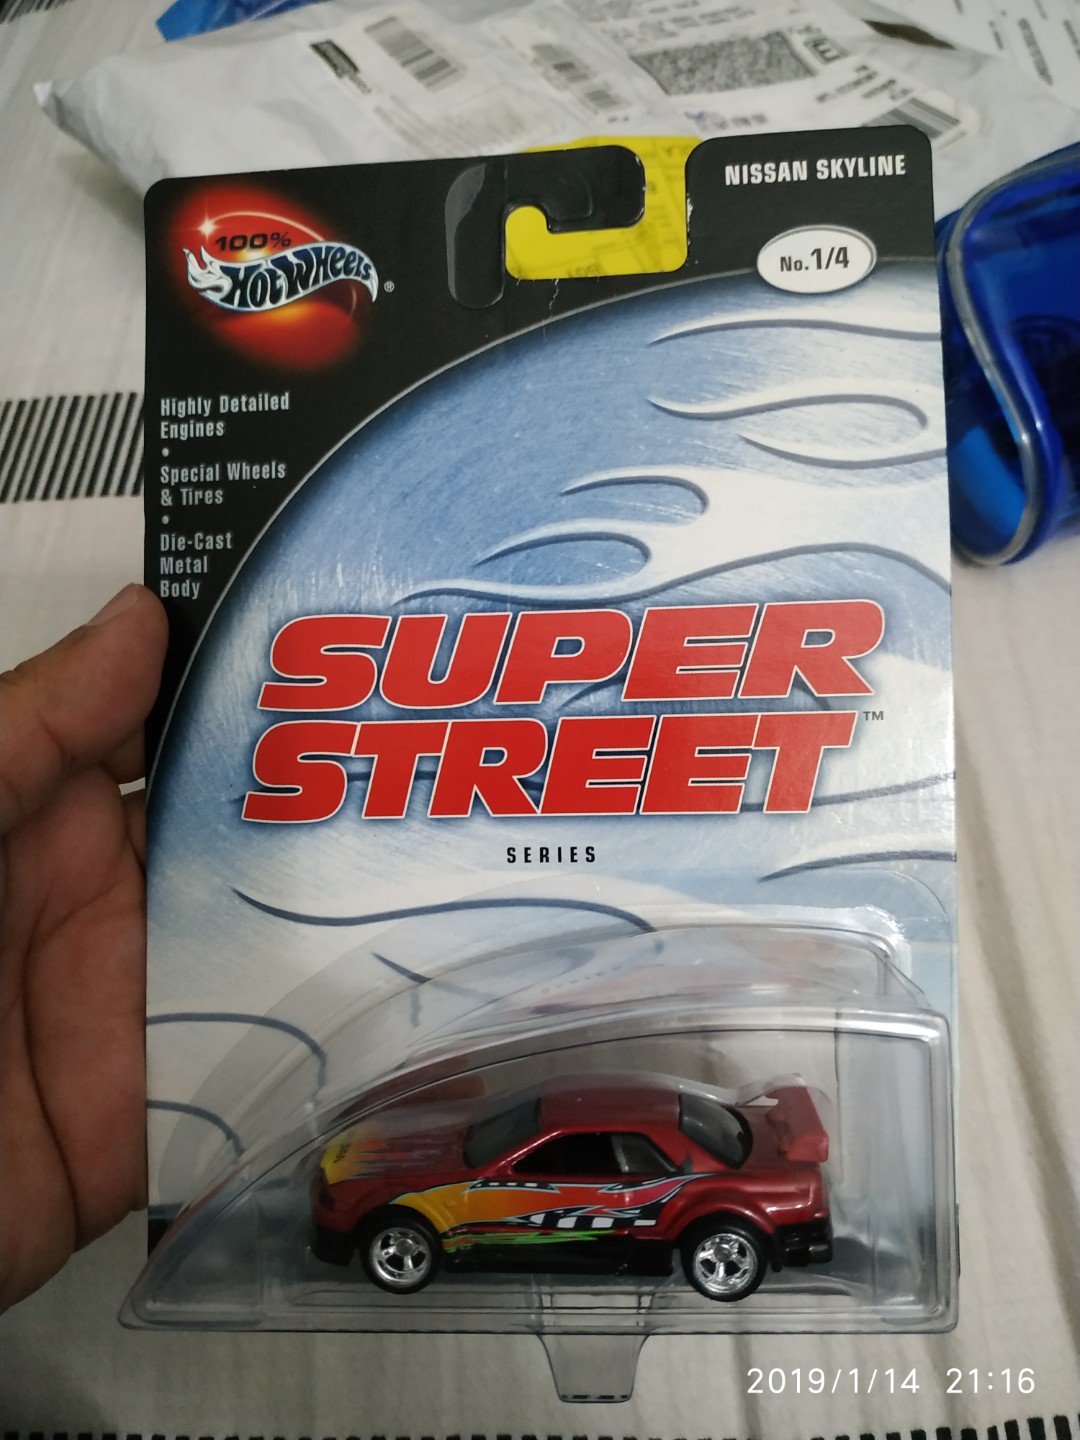 NISSAN SKYLINE
No.1/4
100%
HOT WHEELS®
Highly Detailed
Engines
•
Special Wheels
& Tires
•
Die-Cast
Metal
Body
SUPER
STREET™
SERIES
2019/1/14 21:16